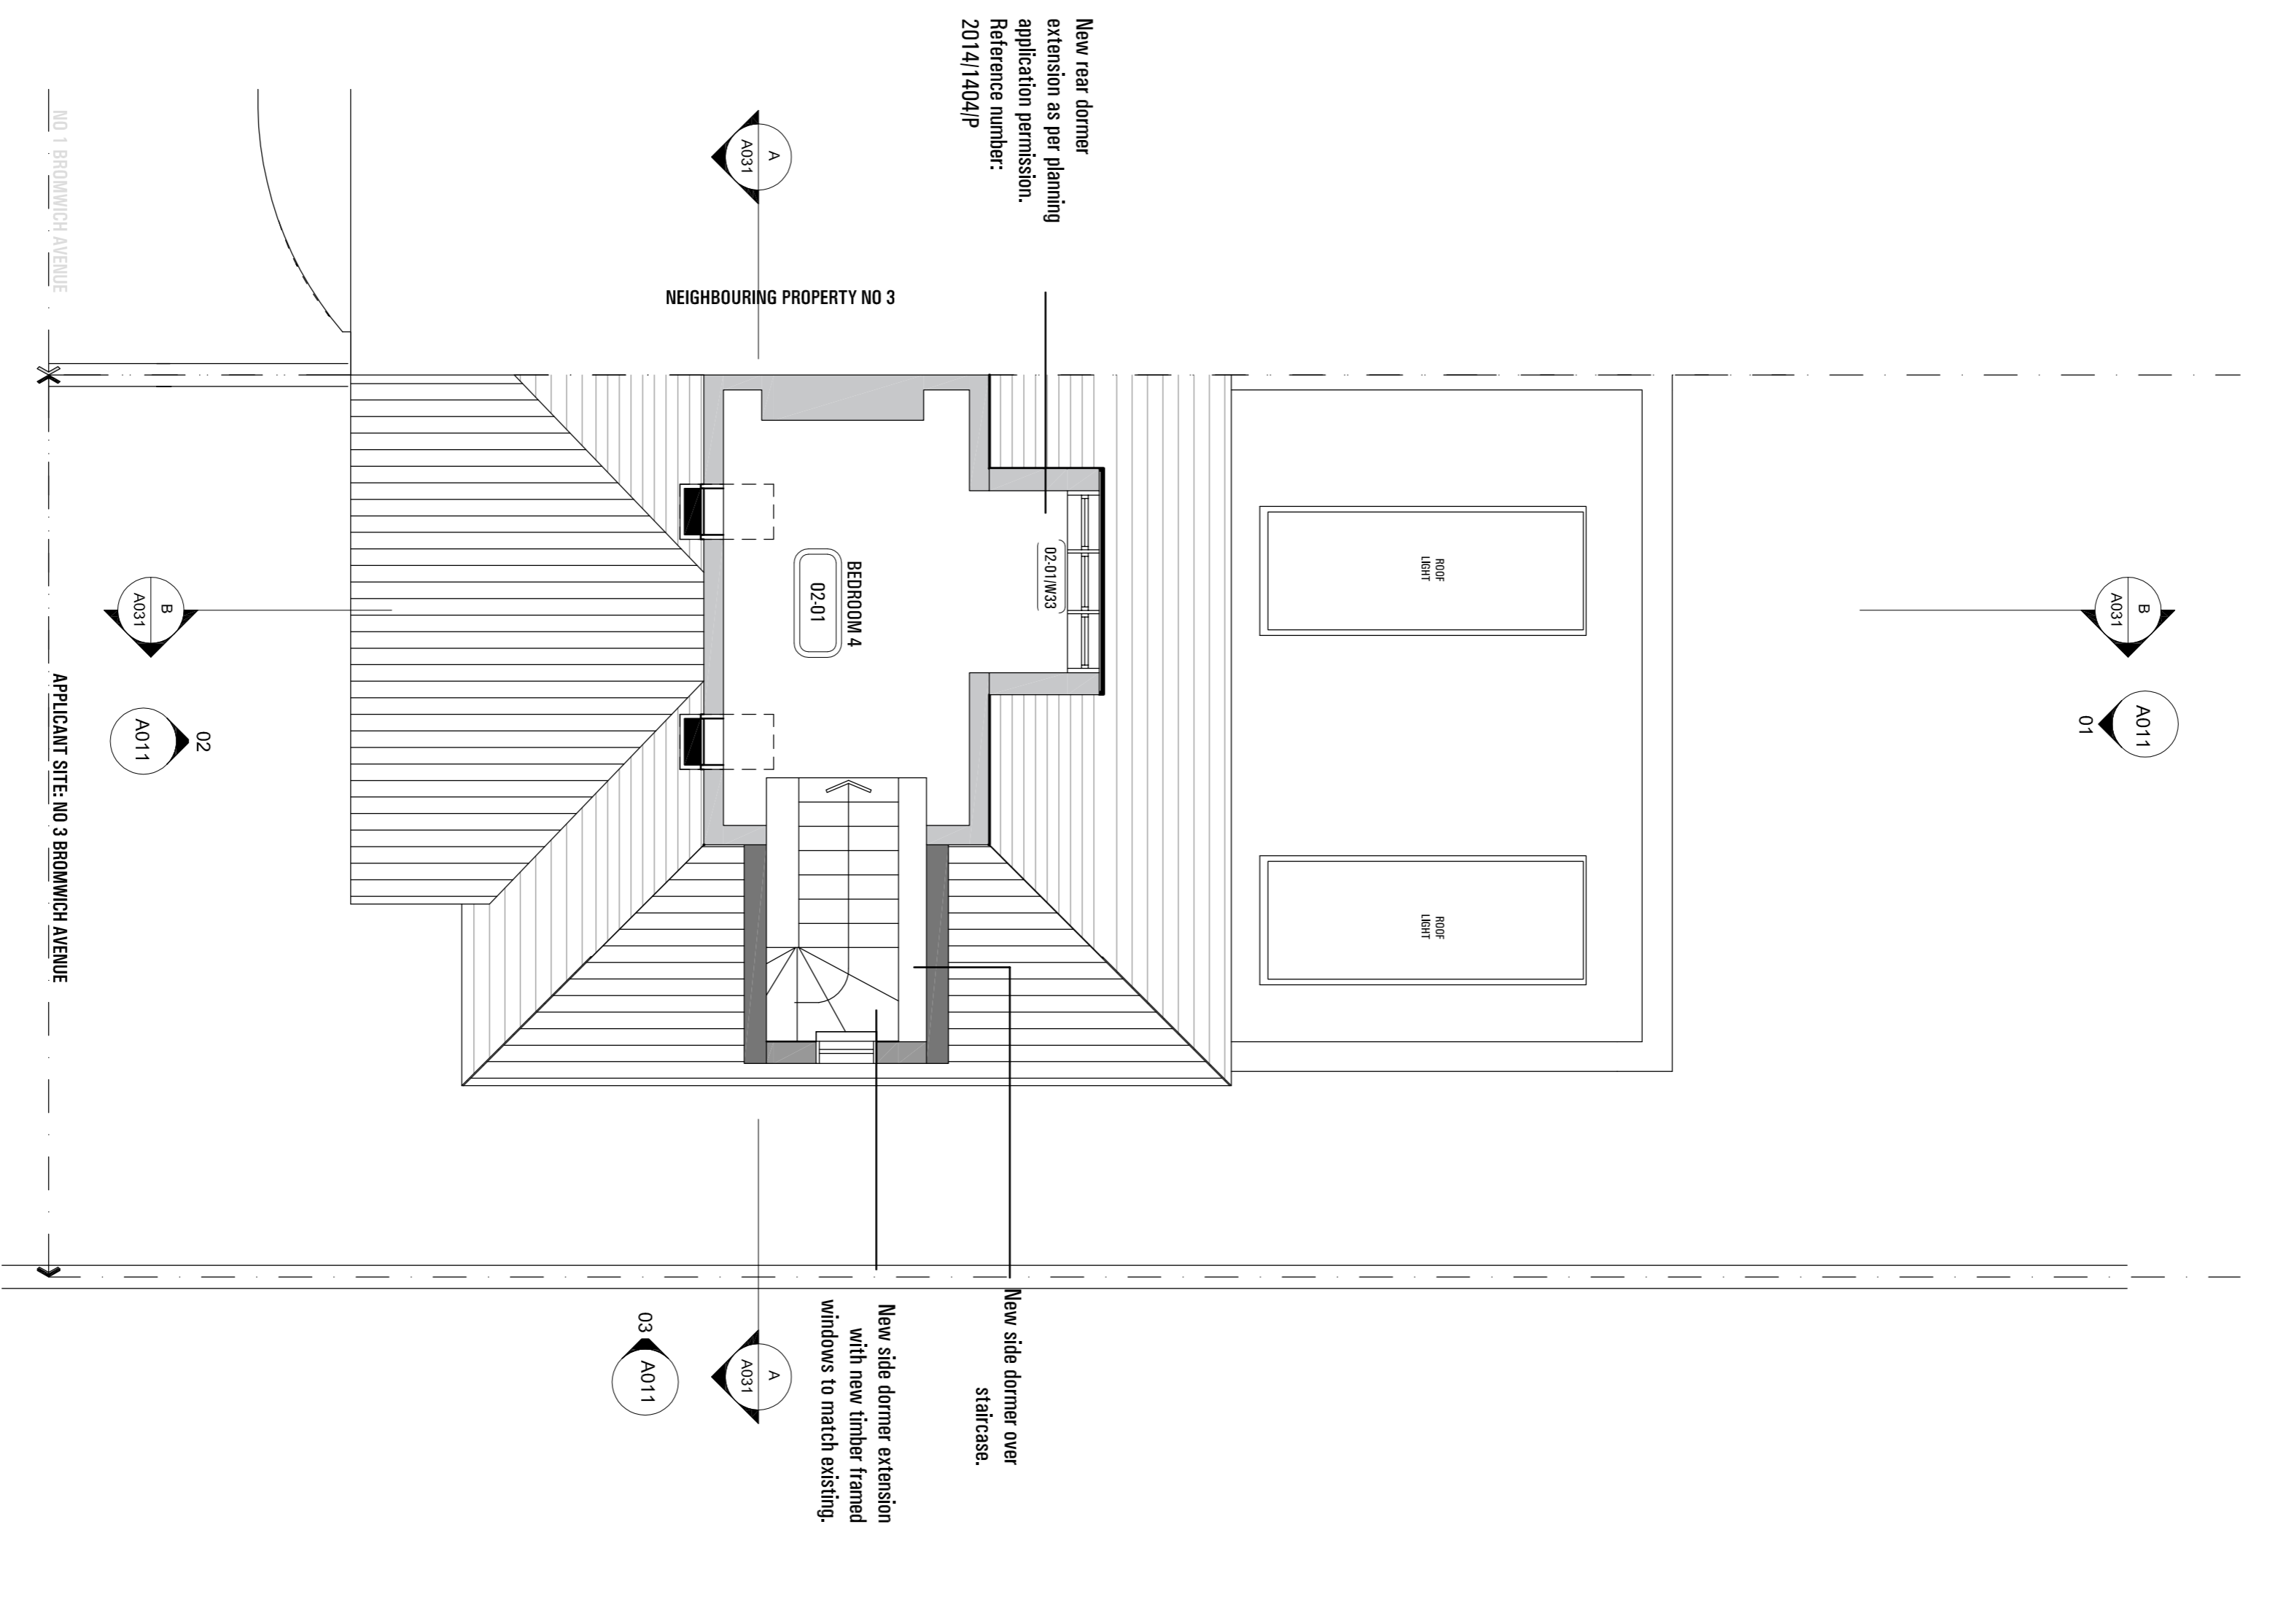 New rear dormer
extension as per planning
application permission.
Reference number:
2014/1404/P
A
A031
NO 1 BROMWICH AVENUE
NEIGHBOURING PROPERTY NO 3
B
A031
02
A011
APPLICANT SITE: NO 3 BROMWICH AVENUE
BEDROOM 4
02-01
02-01/W33
ROOF
LIGHT
ROOF
LIGHT
B
A031
A011
01
New side dormer over
staircase.
New side dormer extension
with new timber framed
windows to match existing.
A
A031
03
A011